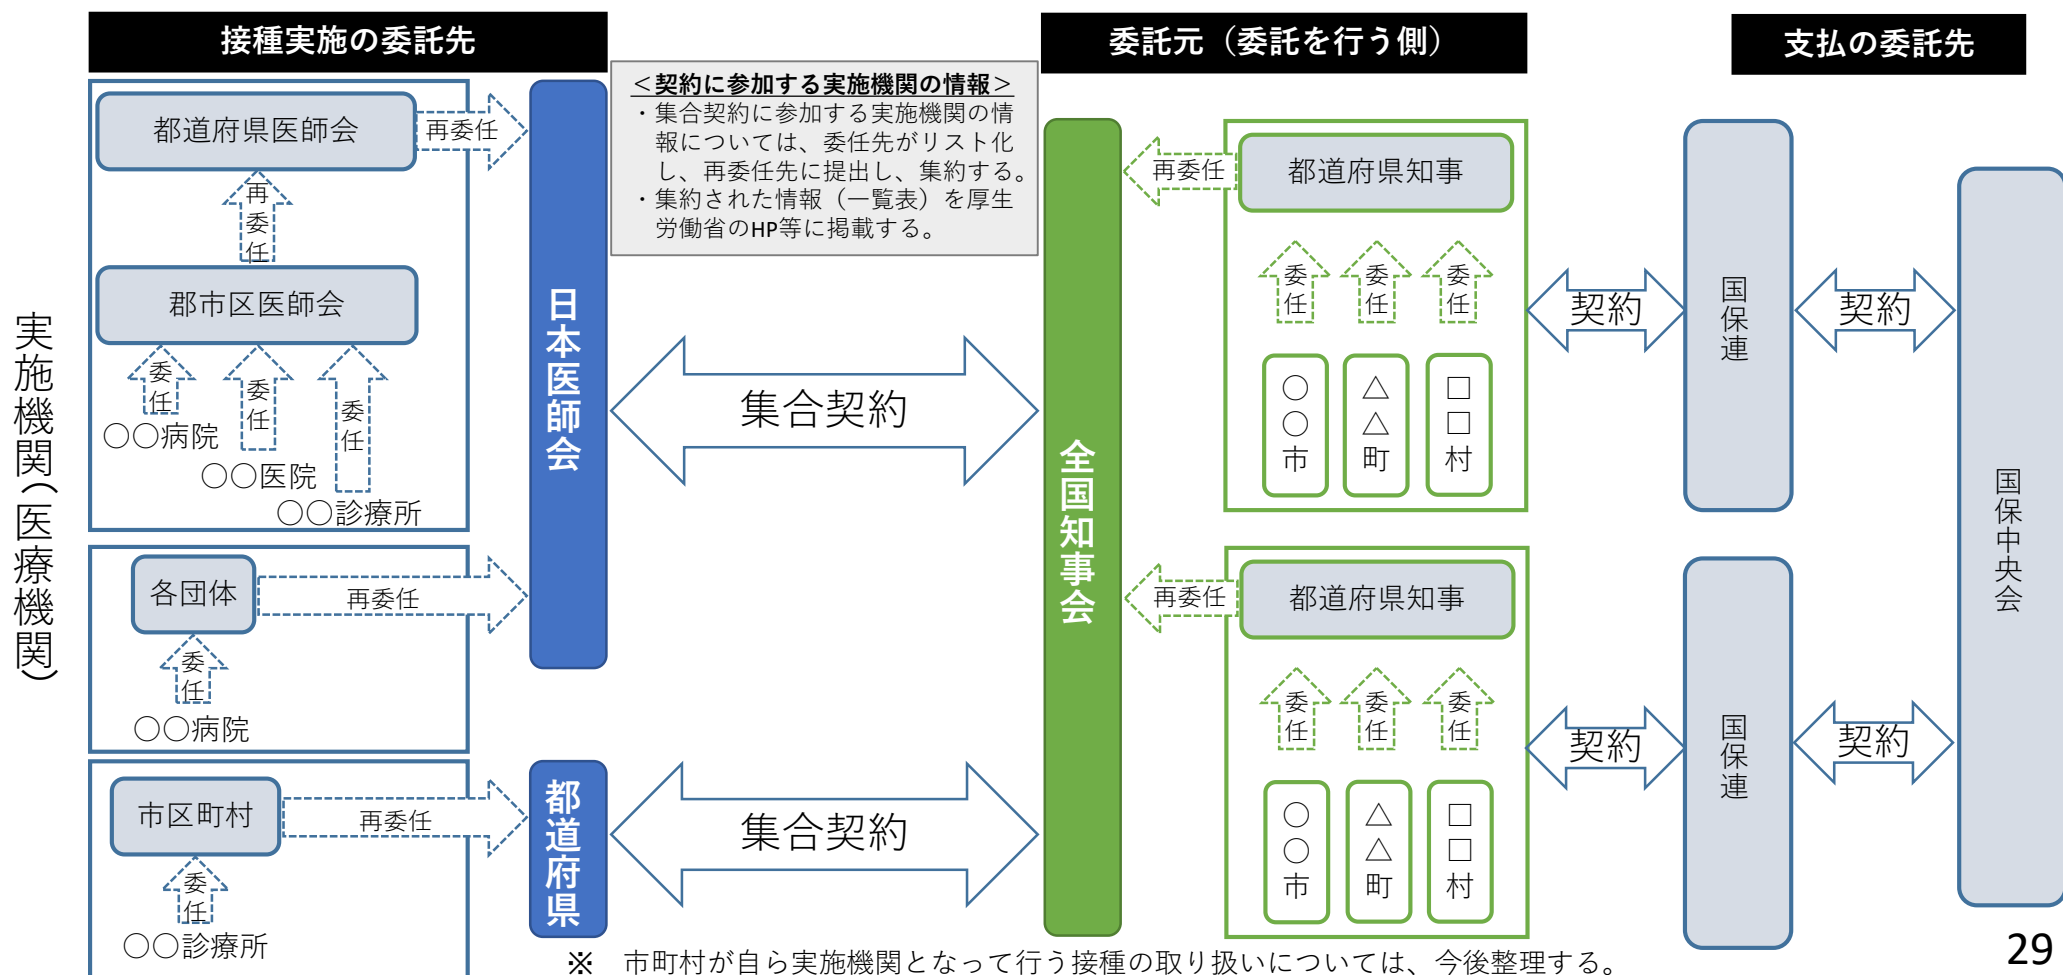 接種実施の委託先
委託元（委託を行う側）
支払の委託先
実施機関（医療機関）
都道府県医師会
再委任
再委任
郡市区医師会
委任
委任
委任
○○病院
○○医院
○○診療所
各団体
再委任
委任
○○病院
市区町村
再委任
委任
○○診療所
日本医師会
都道府県
＜契約に参加する実施機関の情報＞
・集合契約に参加する実施機関の情
報については、委任先がリスト化
し、再委任先に提出し、集約する。
・集約された情報（一覧表）を厚生
労働省のHP等に掲載する。
集合契約
集合契約
全国知事会
再委任
都道府県知事
委任
委任
委任
○○市
△△町
□□村
再委任
都道府県知事
委任
委任
委任
○○市
△△町
□□村
契約
契約
国保連
国保連
契約
契約
国保中央会
※　市町村が自ら実施機関となって行う接種の取り扱いについては、今後整理する。
29